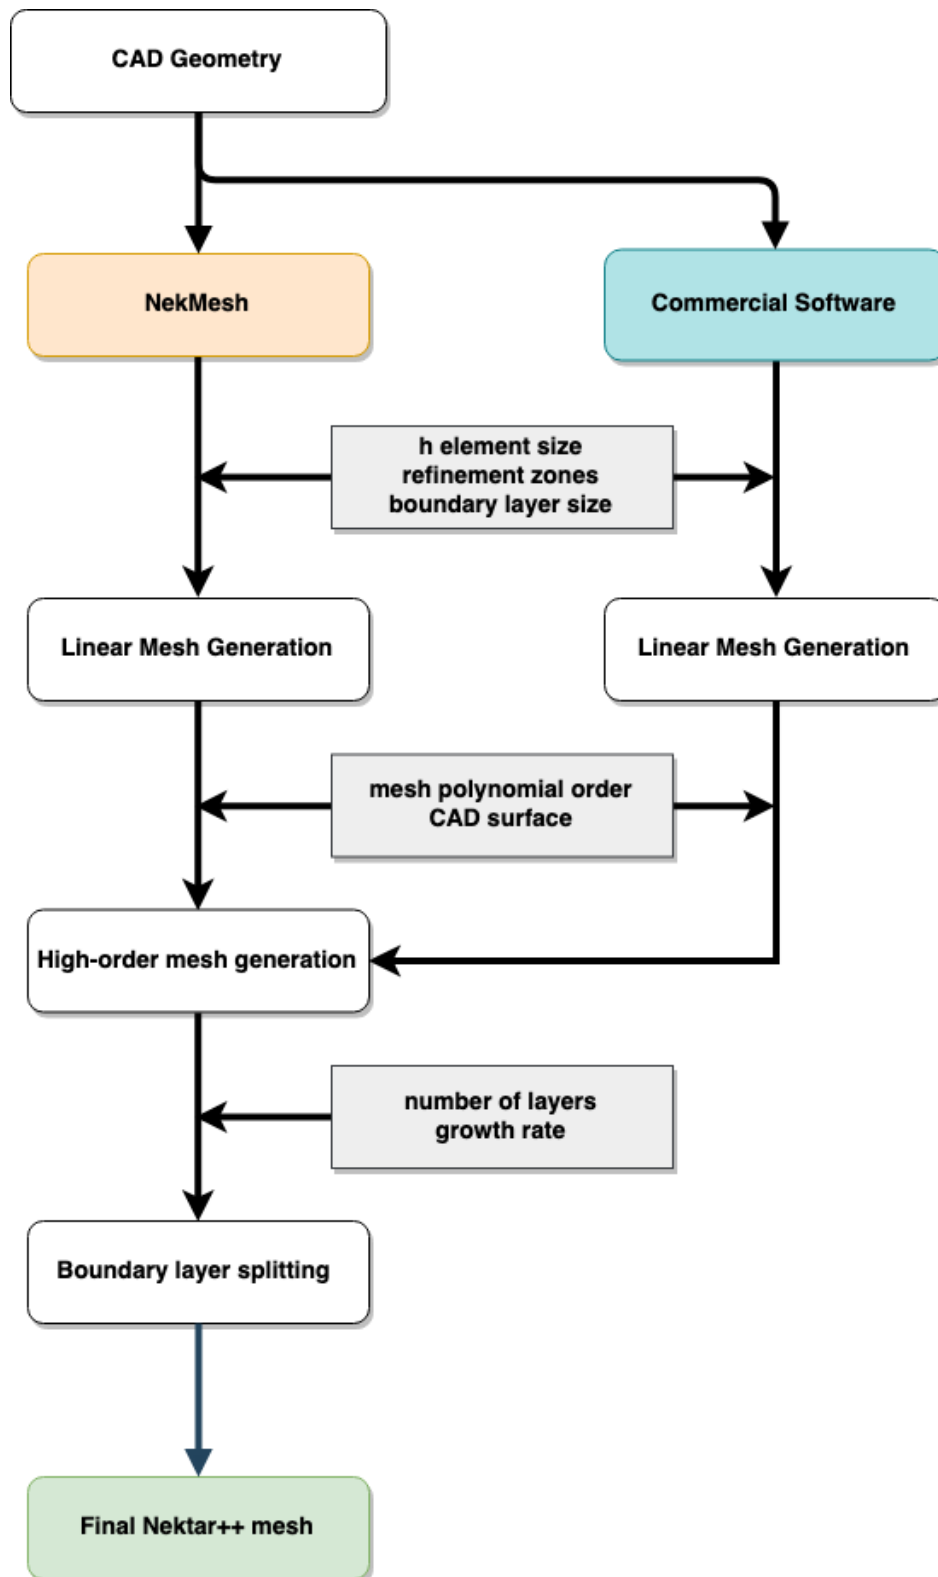 CAD Geometry
NekMesh
Commercial Software
h element size
refinement zones
boundary layer size
Linear Mesh Generation
Linear Mesh Generation
mesh polynomial order
CAD surface
High-order mesh generation
number of layers
growth rate
Boundary layer splitting
Final Nektar++ mesh